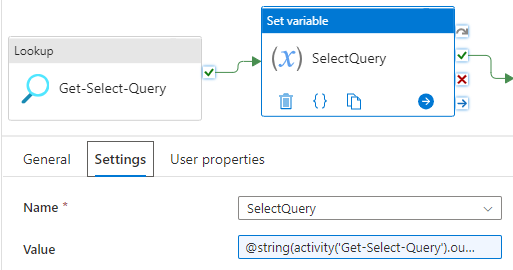 Lookup
Get-Select-Query
Set variable
(x) SelectQuery
{}
General Settings User properties
Name *
SelectQuery
Value
@string(activity('Get-Select-Query').ou...